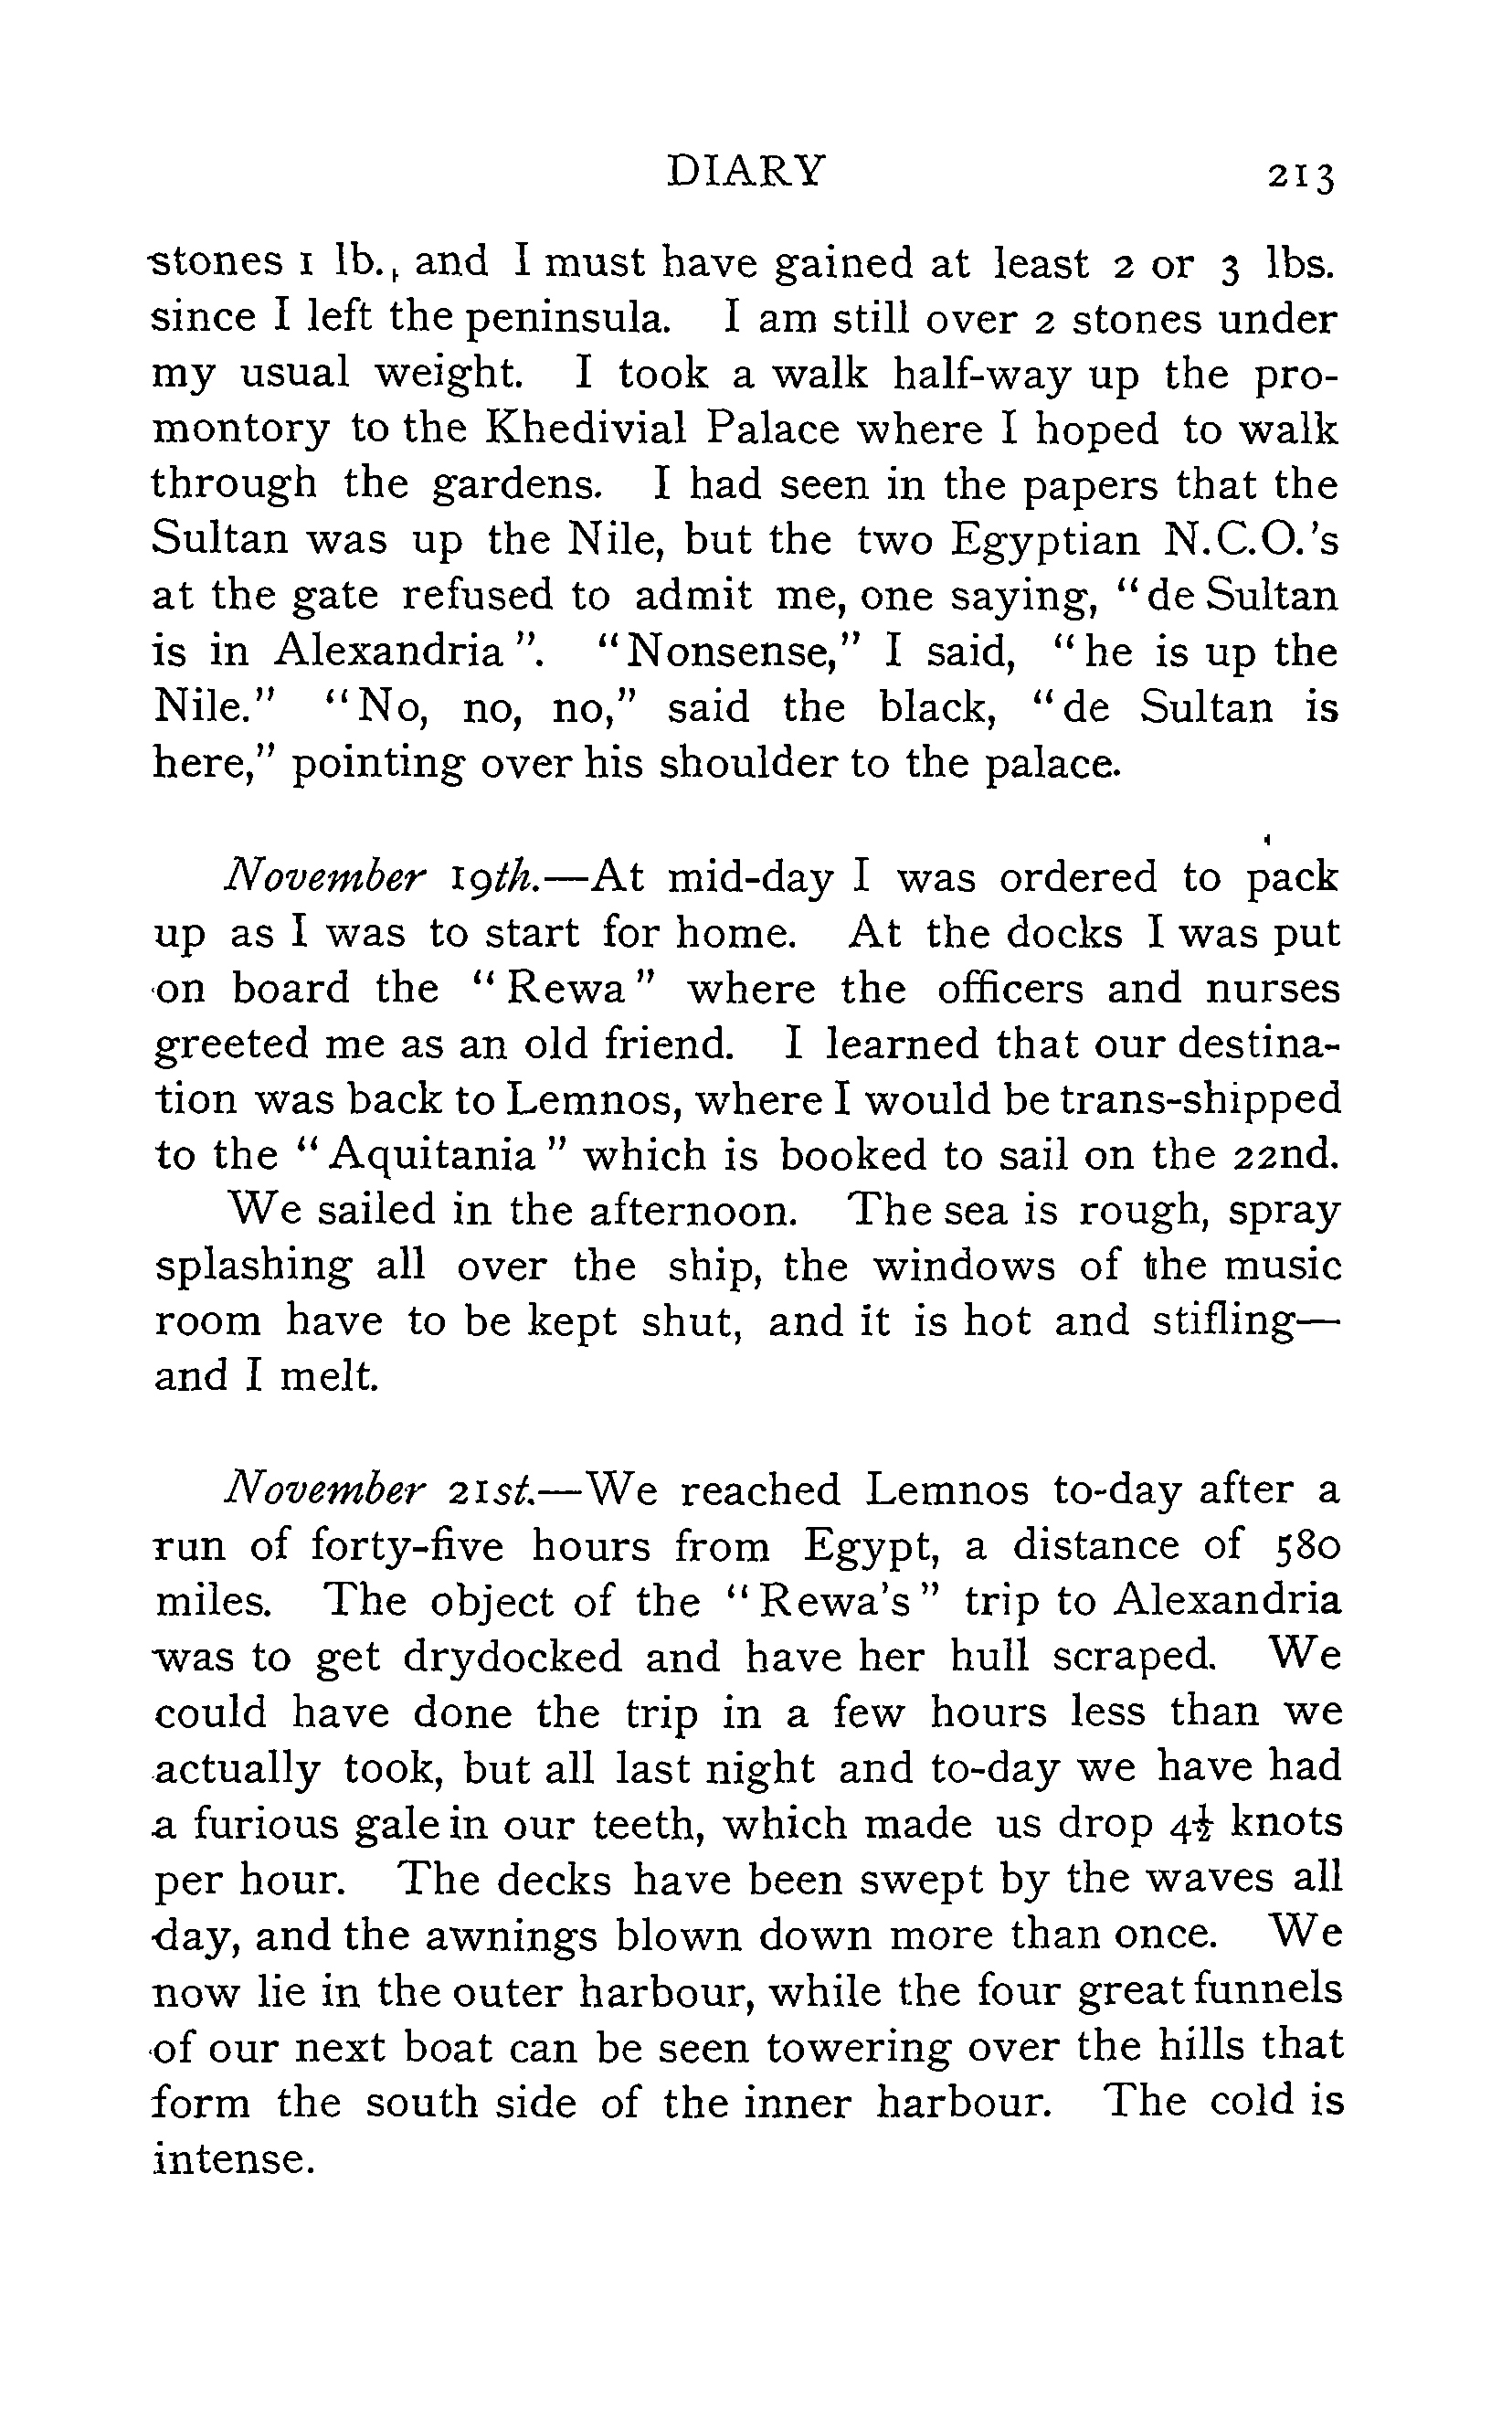 DIARY 213
stones 1 lb., and I must have gained at least 2 or 3 lbs.
since I left the peninsula. I am still over 2 stones under
my usual weight. I took a walk half-way up the pro-
montory to the Khedivial Palace where I hoped to walk
through the gardens. I had seen in the papers that the
Sultan was up the Nile, but the two Egyptian N.C.O.'s
at the gate refused to admit me, one saying, "de Sultan
is in Alexandria". "Nonsense," I said, "he is up the
Nile." "No, no, no," said the black, "de Sultan is
here," pointing over his shoulder to the palace.
November 19th.—At mid-day I was ordered to pack
up as I was to start for home. At the docks I was put
on board the "Rewa" where the officers and nurses
greeted me as an old friend. I learned that our destina-
tion was back to Lemnos, where I would be trans-shipped
to the "Aquitania" which is booked to sail on the 22nd.
We sailed in the afternoon. The sea is rough, spray
splashing all over the ship, the windows of the music
room have to be kept shut, and it is hot and stifling—
and I melt.
November 21st.—We reached Lemnos to-day after a
run of forty-five hours from Egypt, a distance of 580
miles. The object of the "Rewa's" trip to Alexandria
was to get drydocked and have her hull scraped. We
could have done the trip in a few hours less than we
actually took, but all last night and to-day we have had
a furious gale in our teeth, which made us drop 4½ knots
per hour. The decks have been swept by the waves all
day, and the awnings blown down more than once. We
now lie in the outer harbour, while the four great funnels
of our next boat can be seen towering over the hills that
form the south side of the inner harbour. The cold is
intense.